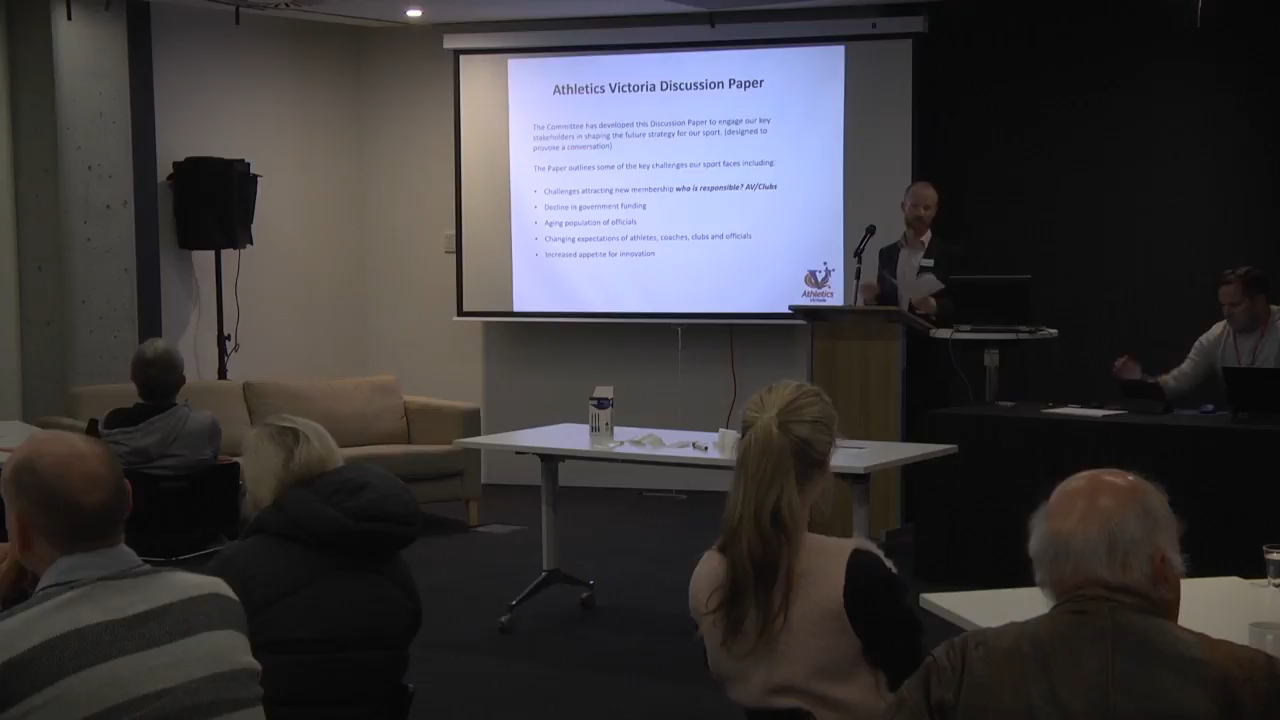 Athletics Victoria Discussion Paper
The Committee has developed this Discussion Paper to engage our key
stakeholders in shaping the future strategy for our sport. (designed to
provoke a conversation)
The Paper outlines some of the key challenges our sport faces including:
• Challenges attracting new membership who is responsible? AV/Clubs
• Decline in government funding
• Aging population of officials
• Changing expectations of athletes, coaches, clubs and officials
• Increased appetite for innovation
Athletics
Victoria